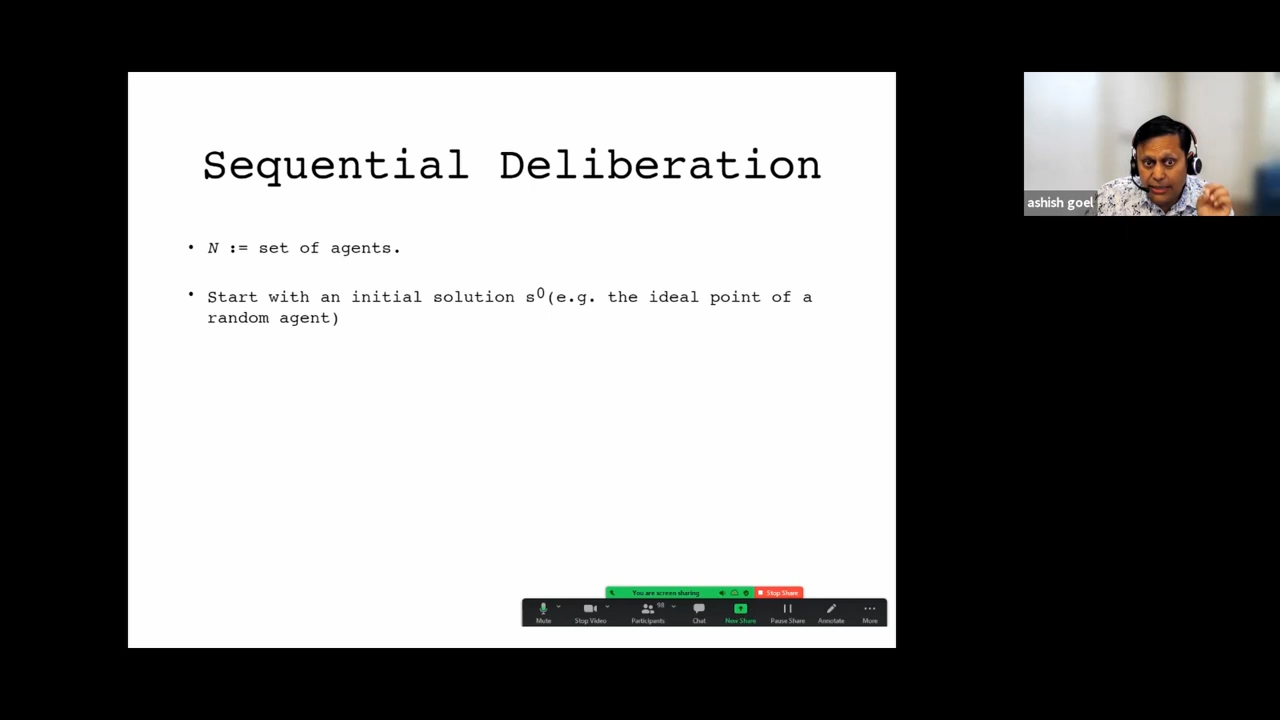 Sequential Deliberation
• N := set of agents.
• Start with an initial solution s⁰(e.g. the ideal point of a
random agent)
ashish goel
You are screen sharing
Stop Share
Mute
Stop Video
Participants
98
Chat
New Share
Pause Share
Annotate
More